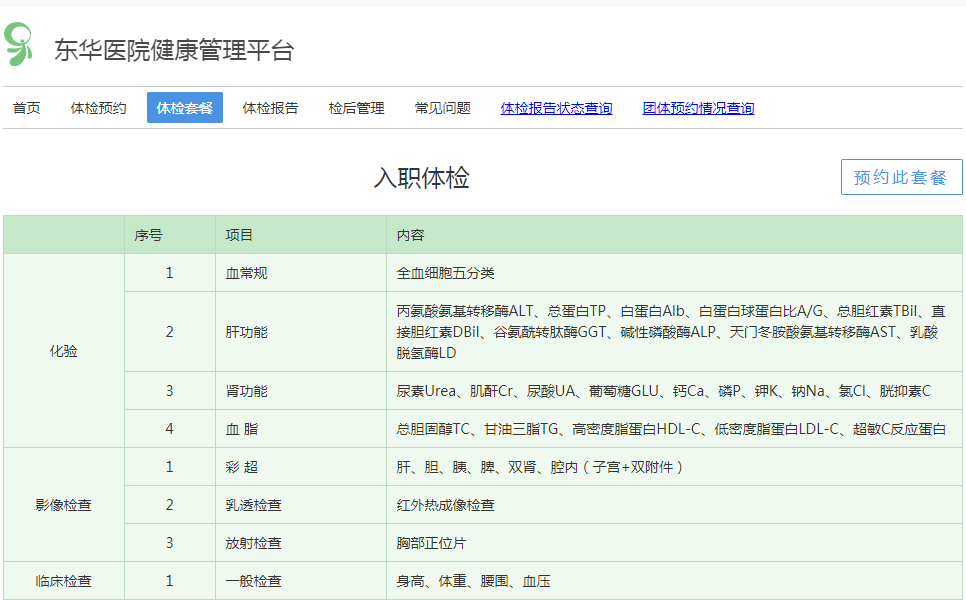 东华医院健康管理平台
首页 体检预约 体检套餐 体检报告 检后管理 常见问题 体检报告状态查询 团体预约情况查询
入职体检
预约此套餐
序号 项目 内容
化验
1 血常规 全血细胞五分类
2 肝功能 丙氨酸氨基转移酶ALT、总蛋白TP、白蛋白Alb、白蛋白球蛋白比A/G、总胆红素TBil、直
接胆红素DBil、谷氨酰转肽酶GGT、碱性磷酸酶ALP、天门冬胺酸氨基转移酶AST、乳酸
脱氢酶LD
3 肾功能 尿素Urea、肌酐Cr、尿酸UA、葡萄糖GLU、钙Ca、磷P、钾K、钠Na、氯Cl、胱抑素C
4 血 脂 总胆固醇TC、甘油三脂TG、高密度脂蛋白HDL-C、低密度脂蛋白LDL-C、超敏C反应蛋白
影像检查
1 彩 超 肝、胆、胰、脾、双肾、腔内（子宫+双附件）
2 乳透检查 红外热成像检查
3 放射检查 胸部正位片
临床检查 1 一般检查 身高、体重、腰围、血压